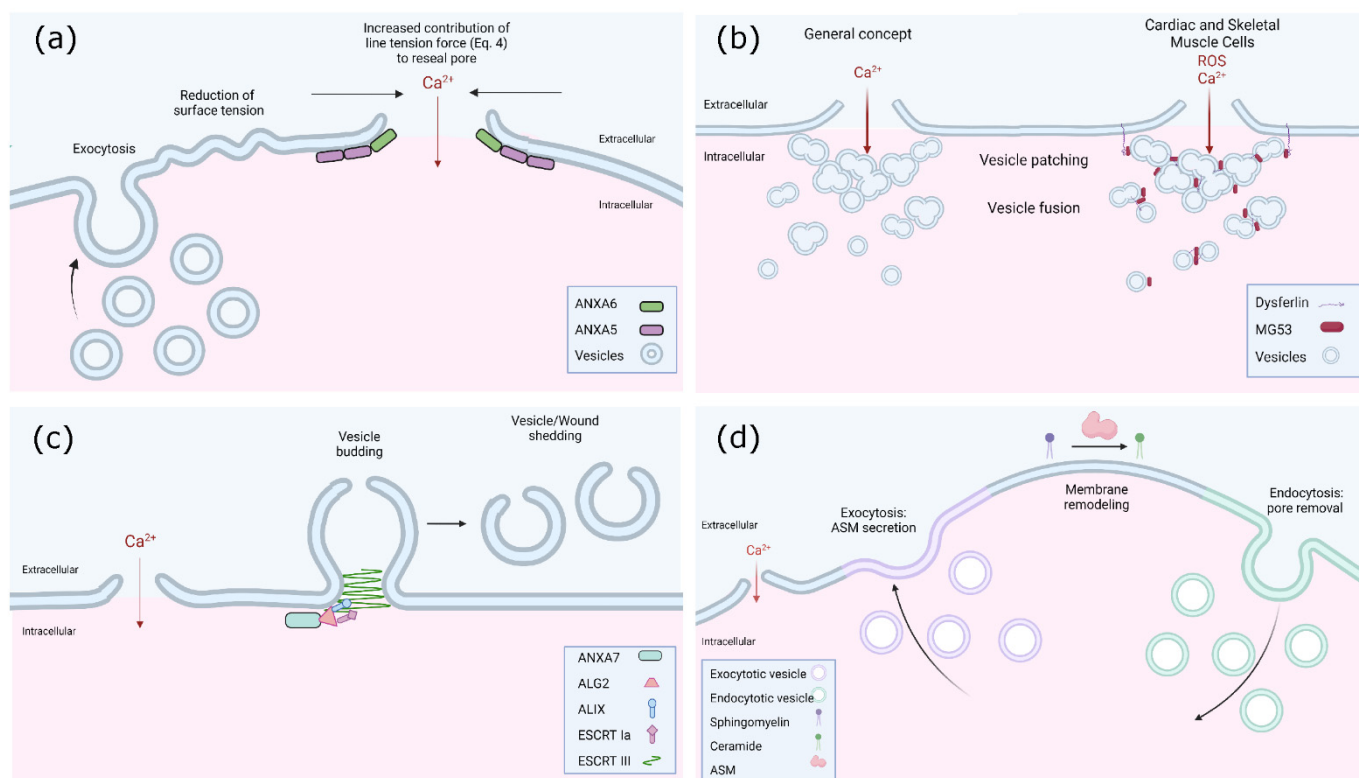 (a)
Increased contribution of
line tension force (Eq. 4)
to reseal pore
Ca²⁺
Reduction of
surface tension
Exocytosis
Extracellular
Intracellular
ANXA6
ANXA5
Vesicles
(b)
General concept
Ca²⁺
Cardiac and Skeletal
Muscle Cells
ROS
Ca²⁺
Extracellular
Intracellular
Vesicle patching
Vesicle fusion
Dysferlin
MG53
Vesicles
(c)
Vesicle
budding
Vesicle/Wound
shedding
Ca²⁺
Extracellular
Intracellular
ANXA7
ALG2
ALIX
ESCRT Ia
ESCRT III
(d)
Membrane
remodeling
Exocytosis:
ASM secretion
Endocytosis:
pore removal
Extracellular
Ca²⁺
Intracellular
Exocytotic vesicle
Endocytotic vesicle
Sphingomyelin
Ceramide
ASM